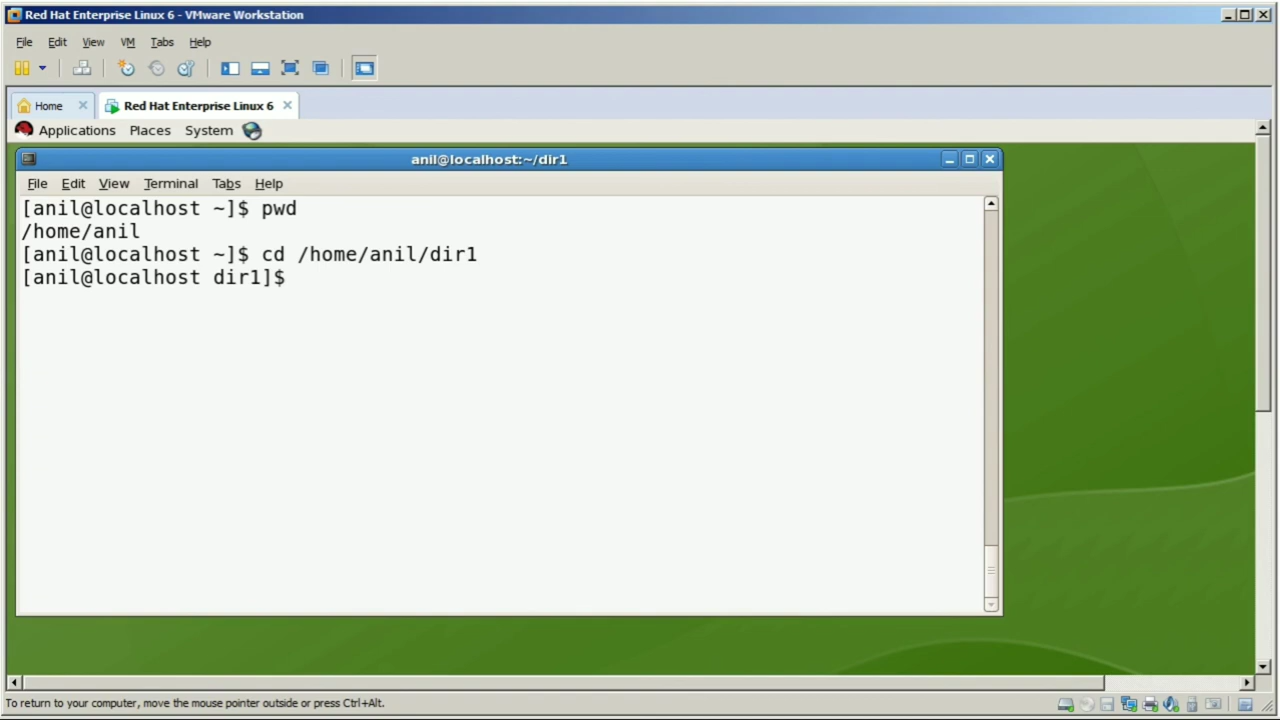 Red Hat Enterprise Linux 6 - VMware Workstation
File Edit View VM Tabs Help
Home Red Hat Enterprise Linux 6
Applications Places System
anil@localhost:~/dir1
File Edit View Terminal Tabs Help
[anil@localhost ~]$ pwd
/home/anil
[anil@localhost ~]$ cd /home/anil/dir1
[anil@localhost dir1]$
To return to your computer, move the mouse pointer outside or press Ctrl+Alt.